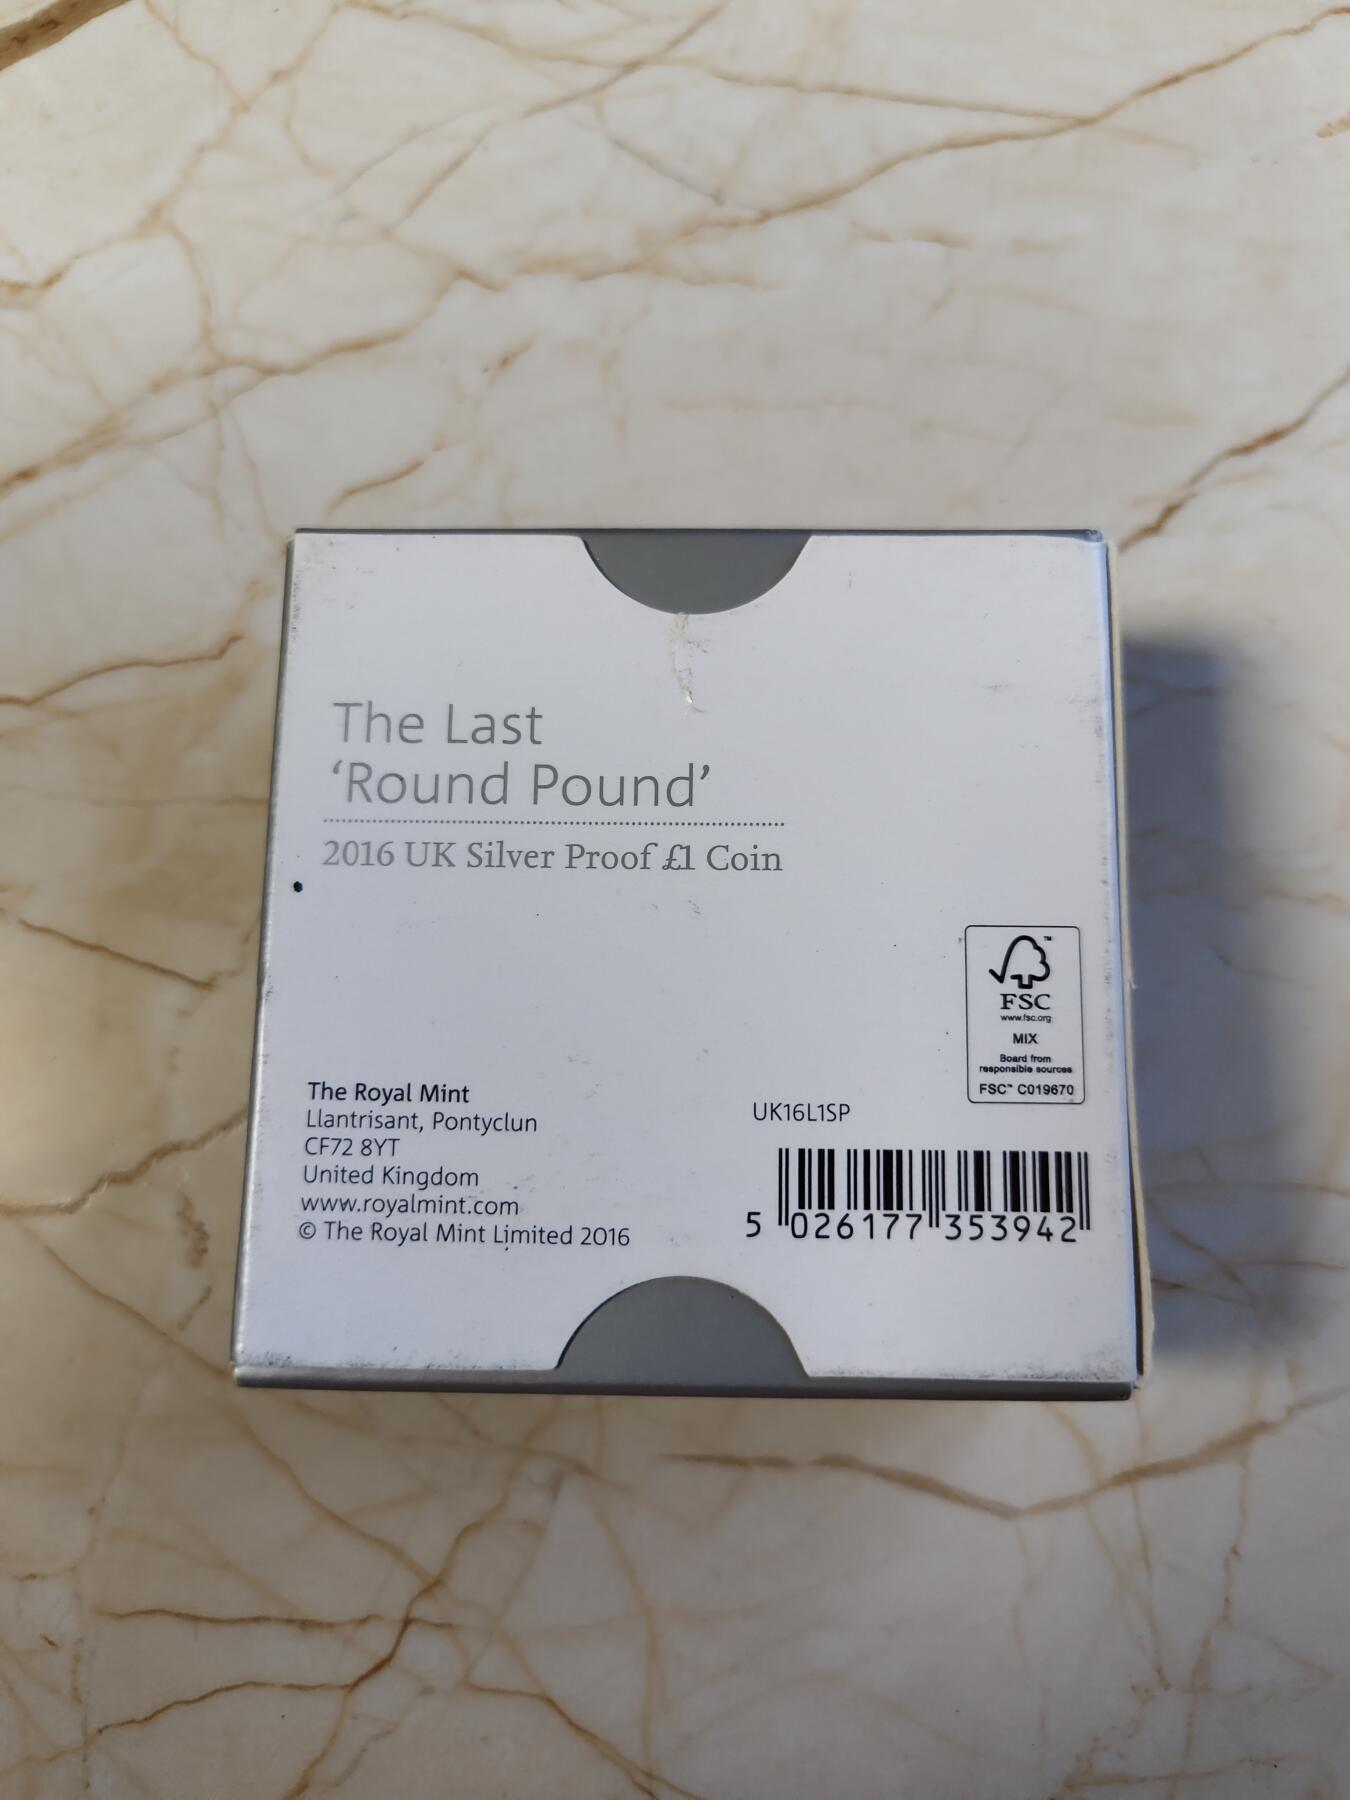 The Last
‘Round Pound’
2016 UK Silver Proof £1 Coin
TM
FSC
www.fsc.org
MIX
Board from
responsible sources
FSC™ C019670
The Royal Mint
Llantrisant, Pontyclun
CF72 8YT
United Kingdom
www.royalmint.com
© The Royal Mint Limited 2016
UK16L1SP
5 026177 353942